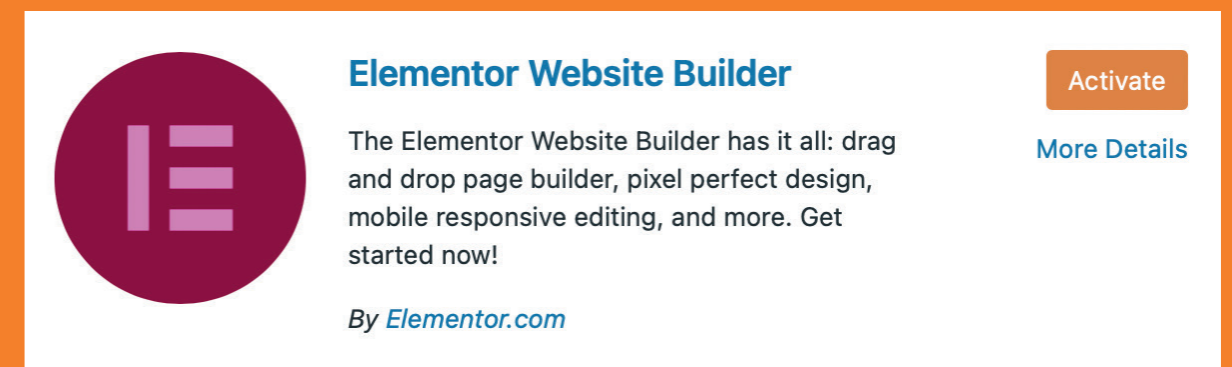 Elementor Website Builder
Activate
The Elementor Website Builder has it all: drag
and drop page builder, pixel perfect design,
mobile responsive editing, and more. Get
started now!
More Details
By Elementor.com